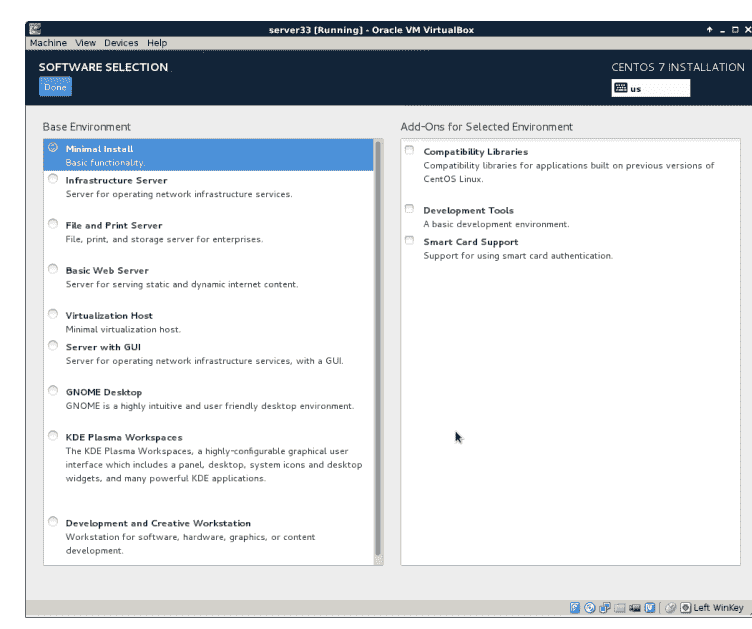 server33 [Running] - Oracle VM VirtualBox
Machine View Devices Help
SOFTWARE SELECTION
CENTOS 7 INSTALLATION
Done
us
Base Environment
Minimal Install
Basic functionality.
Infrastructure Server
Server for operating network infrastructure services.
File and Print Server
File, print, and storage server for enterprises.
Basic Web Server
Server for serving static and dynamic internet content.
Virtualization Host
Minimal virtualization host.
Server with GUI
Server for operating network infrastructure services, with a GUI.
GNOME Desktop
GNOME is a highly intuitive and user friendly desktop environment.
KDE Plasma Workspaces
The KDE Plasma Workspaces, a highly-configurable graphical user
interface which includes a panel, desktop, system icons and desktop
widgets, and many powerful KDE applications.
Development and Creative Workstation
Workstation for software, hardware, graphics, or content
development.
Add-Ons for Selected Environment
Compatibility Libraries
Compatibility libraries for applications built on previous versions of
CentOS Linux.
Development Tools
A basic development environment.
Smart Card Support
Support for using smart card authentication.
Left WinKey